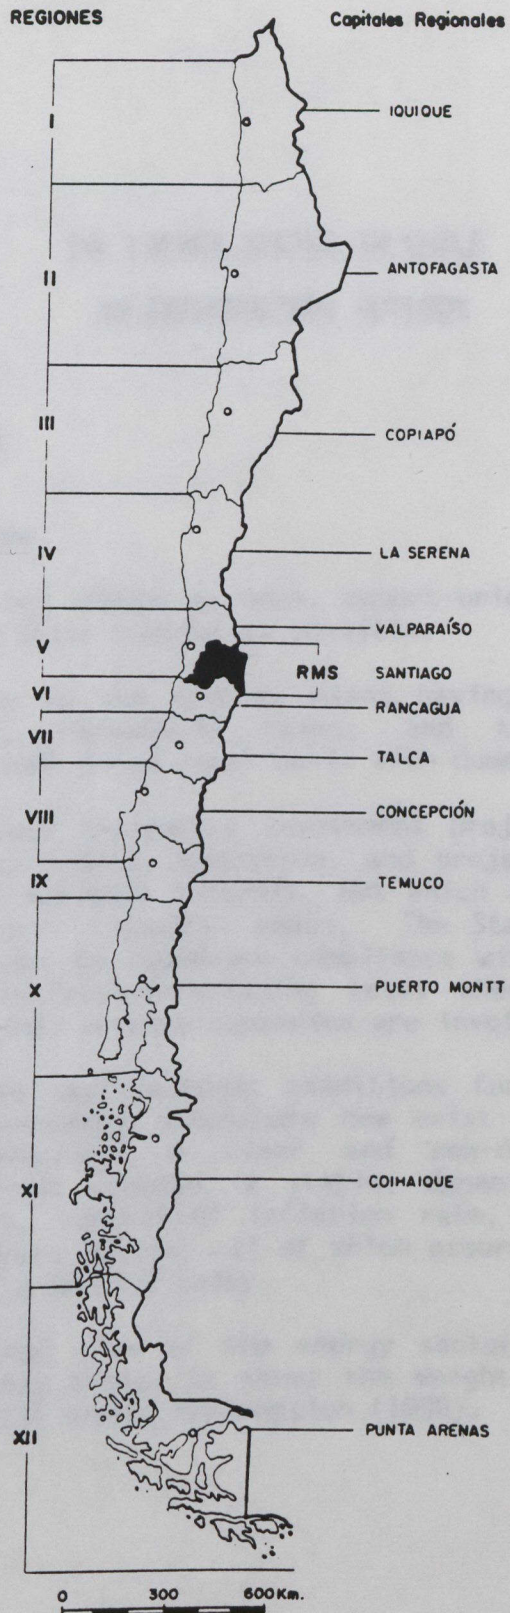 REGIONES Capitales Regionales
I IQUIQUE
II ANTOFAGASTA
III COPIAPÓ
IV LA SERENA
VALPARAÍSO
V RMS SANTIAGO
VI RANCAGUA
VII TALCA
VIII CONCEPCIÓN
IX TEMUCO
X PUERTO MONTT
XI COIHAIQUE
XII PUNTA ARENAS
0 300 600 Km.